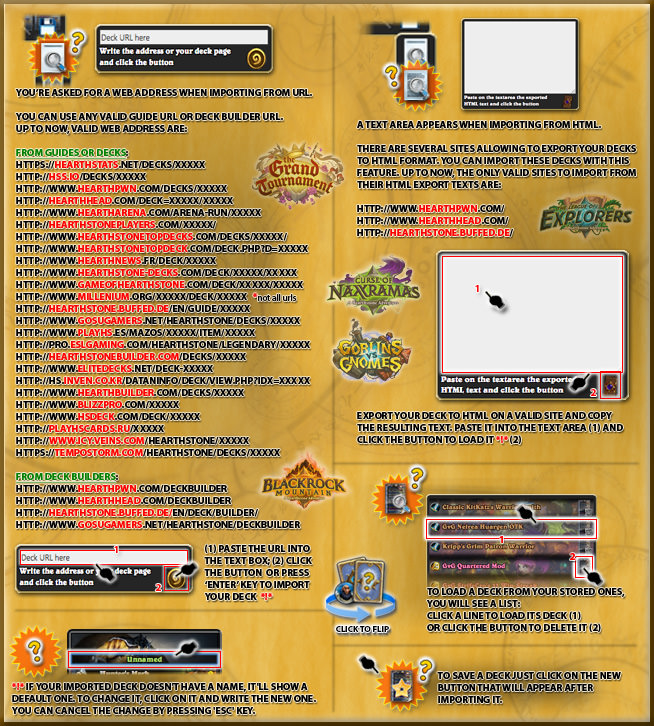 Deck URL here
Write the address or your deck page
and click the button
YOU'RE ASKED FOR A WEB ADDRESS WHEN IMPORTING FROM URL.
YOU CAN USE ANY VALID GUIDE URL OR DECK BUILDER URL.
UP TO NOW, VALID WEB ADDRESS ARE:
FROM GUIDES OR DECKS:
HTTPS://HEARTHSTATS.NET/DECKS/XXXXX
HTTP://HSS.IO/DECKS/XXXXX
HTTP://WWW.HEARTHPWN.COM/DECKS/XXXXX
HTTP://HEARTHHEAD.COM/DECK=XXXXX/XXXXX
HTTP://WWW.HEARTHARENA.COM/ARENA-RUN/XXXXX
HTTP://HEARTHSTONEPLAYERS.COM/XXXXX/
HTTP://WWW.HEARTHSTONETOPDECKS.COM/DECKS/XXXXX/
HTTP://WWW.HEARTHSTONETOPDECK.COM/DECK.PHP?D=XXXXX
HTTP://WWW.HEARTHNEWS.FR/DECK/XXXXX
HTTP://WWW.HEARTHSTONE-DECKS.COM/DECK/XXXXX/XXXXX
HTTP://WWW.GAMEOFHEARTHSTONE.COM/DECK/XXXXX/XXXXX
HTTP://WWW.MILLENIUM.ORG/XXXXX/DECK/XXXXX *not all urls
HTTP://HEARTHSTONE.BUFFED.DE/EN/GUIDE/XXXXX
HTTP://WWW.GOSUGAMERS.NET/HEARTHSTONE/DECKS/XXXXX
HTTP://WWW.PLAYHS.ES/MAZOS/XXXXX/ITEM/XXXXX
HTTP://PRO.ESLGAMING.COM/HEARTHSTONE/LEGENDARY/XXXXX
HTTP://HEARTHSTONEBUILDER.COM/DECKS/XXXXX
HTTP://WWW.ELITEDECKS.NET/DECK-XXXXX
HTTP://HS.INVEN.CO.KR/DATAINFO/DECK/VIEW.PHP?IDX=XXXXX
HTTP://WWW.HEARTHBUILDER.COM/DECKS/XXXXX
HTTP://WWW.BLIZZPRO.COM/XXXXX
HTTP://WWW.HSDECK.COM/DECK/XXXXX
HTTP://PLAYHSCARDS.RU/XXXXX
HTTP://WWW.ICY-VEINS.COM/HEARTHSTONE/XXXXX
HTTPS://TEMPOSTORM.COM/HEARTHSTONE/DECKS/XXXXX
the Grand Tournament
CURSE OF NAXXRAMAS
GOBLINS vs GNOMES
BLACKROCK MOUNTAIN
FROM DECK BUILDERS:
HTTP://WWW.HEARTHPWN.COM/DECKBUILDER
HTTP://WWW.HEARTHHEAD.COM/DECKBUILDER
HTTP://HEARTHSTONE.BUFFED.DE/EN/DECK/BUILDER/
HTTP://WWW.GOSUGAMERS.NET/HEARTHSTONE/DECKBUILDER
Deck URL here
1
Write the address or your deck page
and click the button
2
(1) PASTE THE URL INTO
THE TEXT BOX; (2) CLICK
THE BUTTON OR PRESS
'ENTER' KEY TO IMPORT
YOUR DECK *!*
Unnamed
*!* IF YOUR IMPORTED DECK DOESN'T HAVE A NAME, IT'LL SHOW A
DEFAULT ONE. TO CHANGE IT, CLICK ON IT AND WRITE THE NEW ONE.
YOU CAN CANCEL THE CHANGE BY PRESSING 'ESC' KEY.
CLICK TO FLIP
Paste on the textarea the exported
HTML text and click the button
A TEXT AREA APPEARS WHEN IMPORTING FROM HTML.
THERE ARE SEVERAL SITES ALLOWING TO EXPORT YOUR DECKS
TO HTML FORMAT. YOU CAN IMPORT THESE DECKS WITH THIS
FEATURE. UP TO NOW, THE ONLY VALID SITES TO IMPORT FROM
THEIR HTML EXPORT TEXTS ARE:
HTTP://WWW.HEARTHPWN.COM/
HTTP://WWW.HEARTHHEAD.COM/
HTTP://HEARTHSTONE.BUFFED.DE/
LEAGUE OF EXPLORERS
1
Paste on the textarea the exported
HTML text and click the button
2
EXPORT YOUR DECK TO HTML ON A VALID SITE AND COPY
THE RESULTING TEXT. PASTE IT INTO THE TEXT AREA (1) AND
CLICK THE BUTTON TO LOAD IT *!* (2)
Classic KitKatz's Warrior
GvG Neirea Huargen OTK
1
Kripp's Grim Patron Warrior
2
GvG Quartered Mod
TO LOAD A DECK FROM YOUR STORED ONES,
YOU WILL SEE A LIST:
CLICK A LINE TO LOAD ITS DECK (1)
OR CLICK THE BUTTON TO DELETE IT (2)
TO SAVE A DECK JUST CLICK ON THE NEW
BUTTON THAT WILL APPEAR AFTER
IMPORTING IT.